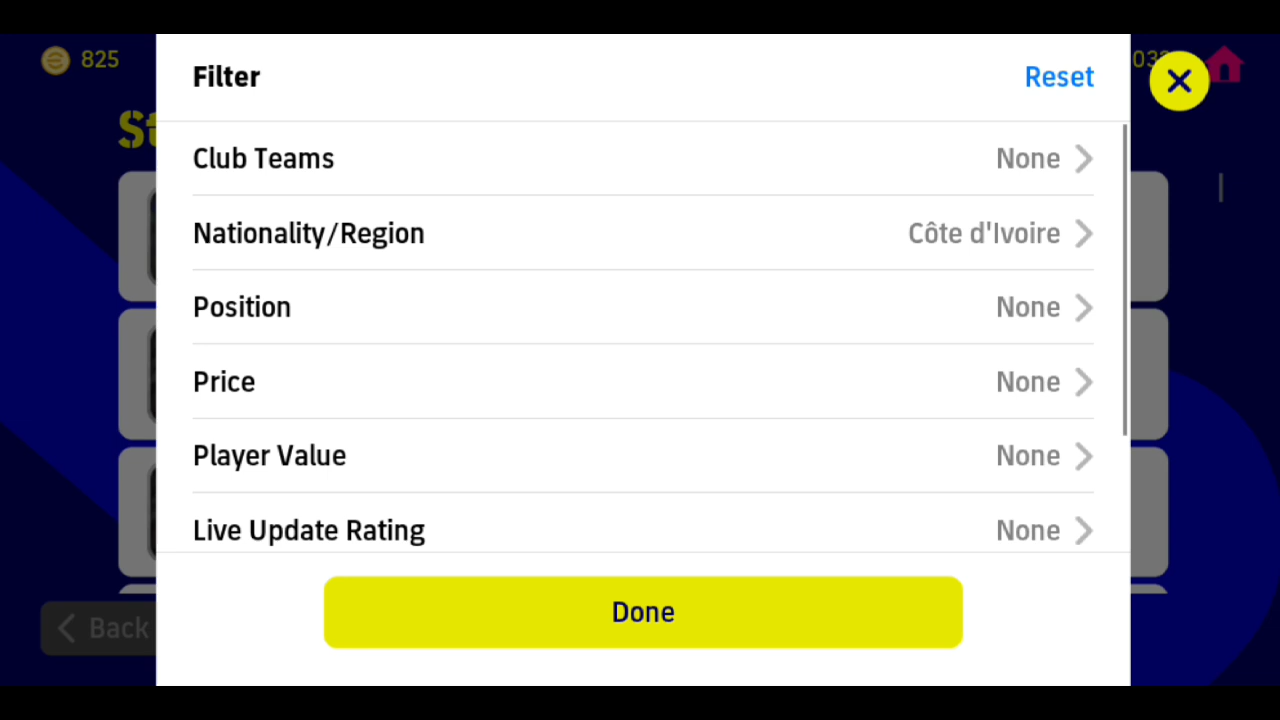 825
Filter
Reset
Club Teams
None
Nationality/Region
Côte d'Ivoire
Position
None
Price
None
Player Value
None
Live Update Rating
None
Done
Back